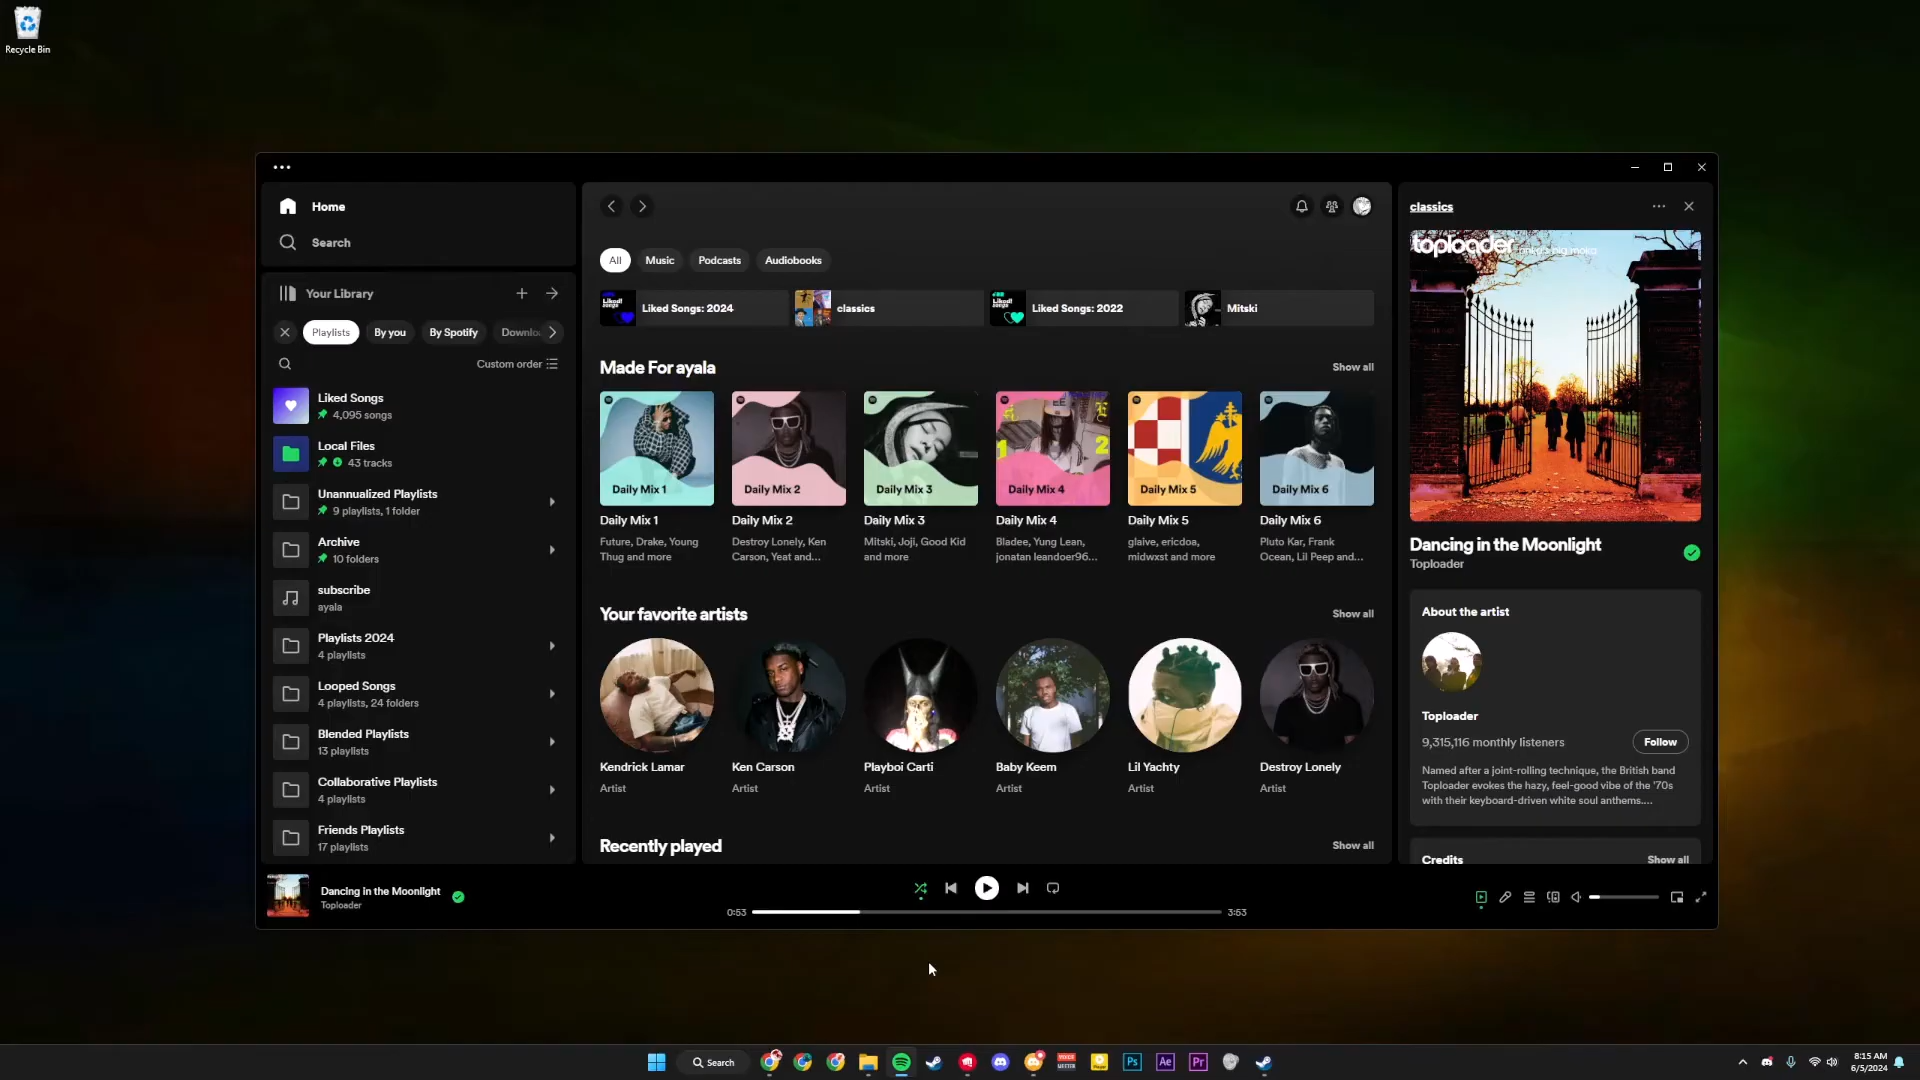 Recycle Bin
Home
Search
Your Library
Playlists
By you
By Spotify
Downlo
Custom order
Liked Songs
4,095 songs
Local Files
43 tracks
Unannualized Playlists
9 playlists, 1 folder
Archive
10 folders
subscribe
ayala
Playlists 2024
4 playlists
Looped Songs
4 playlists, 24 folders
Blended Playlists
13 playlists
Collaborative Playlists
4 playlists
Friends Playlists
17 playlists
All
Music
Podcasts
Audiobooks
Liked Songs: 2024
classics
Liked Songs: 2022
Mitski
Made For ayala
Show all
Daily Mix 1
Daily Mix 2
Daily Mix 3
Daily Mix 4
Daily Mix 5
Daily Mix 6
Daily Mix 1
Future, Drake, Young
Thug and more
Daily Mix 2
Destroy Lonely, Ken
Carson, Yeat and...
Daily Mix 3
Mitski, Joji, Good Kid
and more
Daily Mix 4
Bladee, Yung Lean,
jonatan leandoer96...
Daily Mix 5
glaive, ericdoa,
midwxst and more
Daily Mix 6
Pluto Kar, Frank
Ocean, Lil Peep and...
Your favorite artists
Show all
Kendrick Lamar
Artist
Ken Carson
Artist
Playboi Carti
Artist
Baby Keem
Artist
Lil Yachty
Artist
Destroy Lonely
Artist
Recently played
Show all
classics
toploader
Dancing in the Moonlight
Toploader
About the artist
Toploader
9,315,116 monthly listeners
Follow
Named after a joint-rolling technique, the British band
Toploader evokes the hazy, feel-good vibe of the '70s
with their keyboard-driven white soul anthems....
Credits
Show all
Dancing in the Moonlight
Toploader
0:53
3:53
Search
Ps
Ae
Pr
8:15 AM
6/5/2024